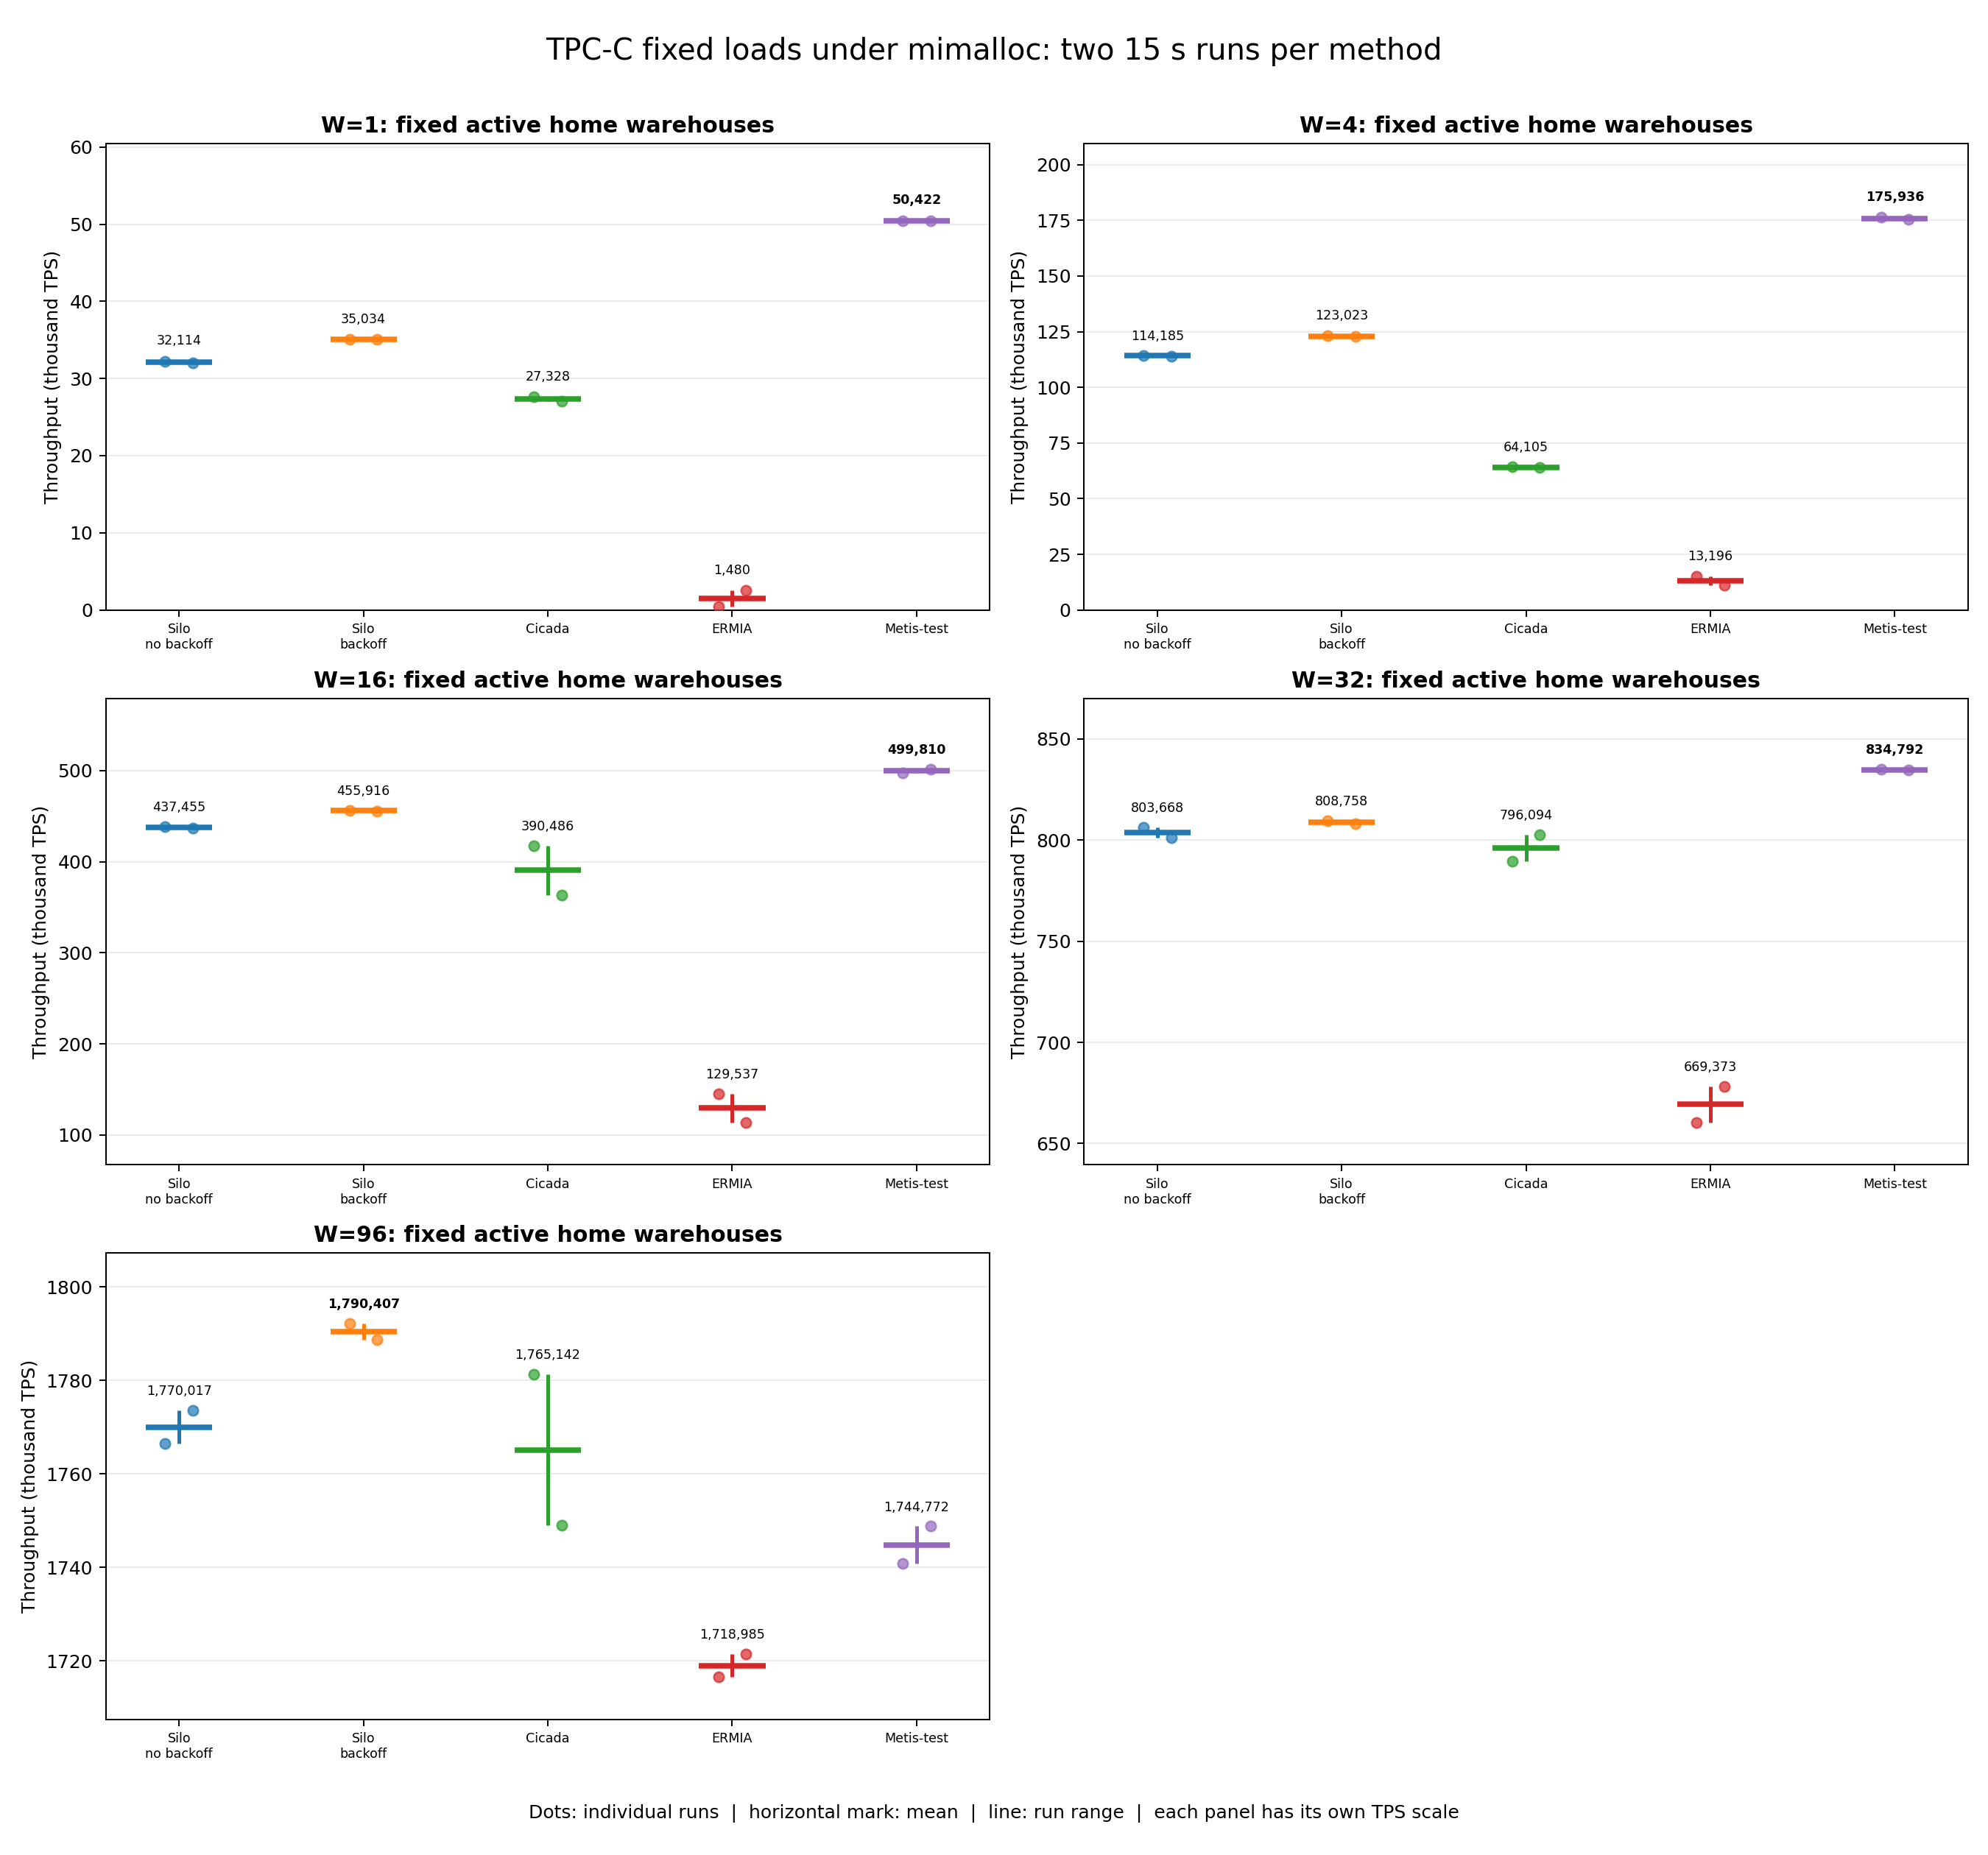 TPC-C fixed loads under mimalloc: two 15 s runs per method
W=1: fixed active home warehouses
Throughput (thousand TPS)
60
50
40
30
20
10
0
32,114
35,034
27,328
1,480
50,422
Silo
no backoff
Silo
backoff
Cicada
ERMIA
Metis-test
W=4: fixed active home warehouses
Throughput (thousand TPS)
200
175
150
125
100
75
50
25
0
114,185
123,023
64,105
13,196
175,936
Silo
no backoff
Silo
backoff
Cicada
ERMIA
Metis-test
W=16: fixed active home warehouses
Throughput (thousand TPS)
500
400
300
200
100
437,455
455,916
390,486
129,537
499,810
Silo
no backoff
Silo
backoff
Cicada
ERMIA
Metis-test
W=32: fixed active home warehouses
Throughput (thousand TPS)
850
800
750
700
650
803,668
808,758
796,094
669,373
834,792
Silo
no backoff
Silo
backoff
Cicada
ERMIA
Metis-test
W=96: fixed active home warehouses
Throughput (thousand TPS)
1800
1780
1760
1740
1720
1,770,017
1,790,407
1,765,142
1,718,985
1,744,772
Silo
no backoff
Silo
backoff
Cicada
ERMIA
Metis-test
Dots: individual runs | horizontal mark: mean | line: run range | each panel has its own TPS scale